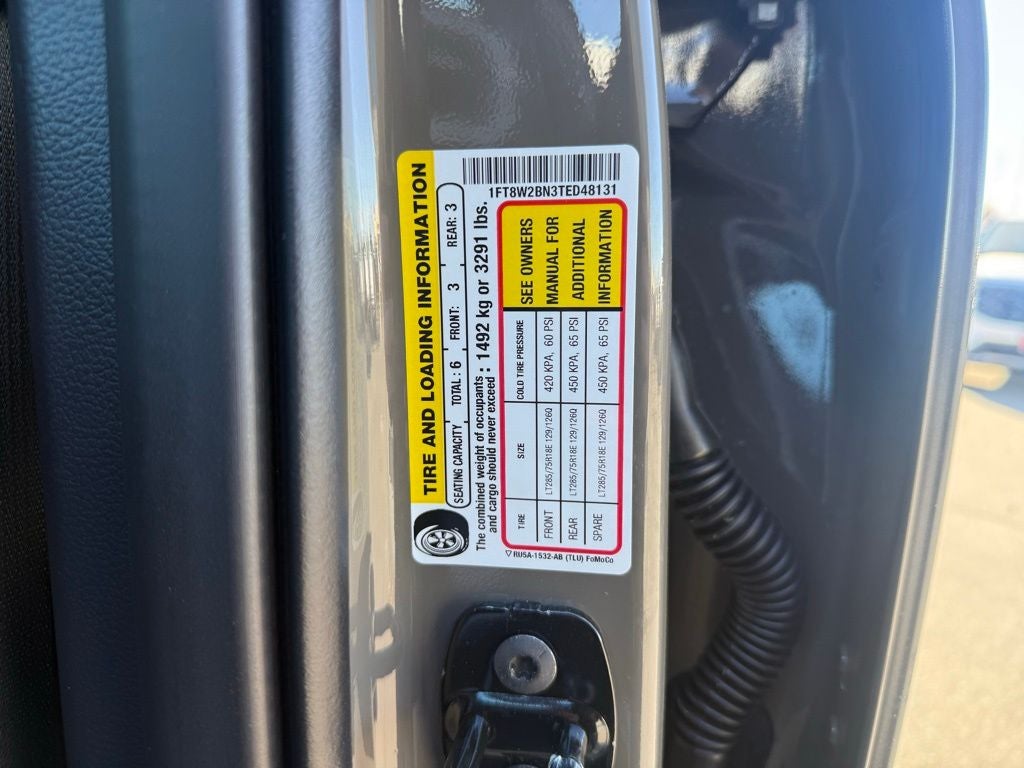 1FT8W2BN3TED48131
TIRE AND LOADING INFORMATION
SEATING CAPACITY TOTAL : 6 FRONT: 3 REAR: 3
The combined weight of occupants
and cargo should never exceed : 1492 kg or 3291 lbs.
TIRE SIZE COLD TIRE PRESSURE
FRONT LT285/75R18E 129/126Q 420 KPA, 60 PSI
REAR LT285/75R18E 129/126Q 450 KPA, 65 PSI
SPARE LT285/75R18E 129/126Q 450 KPA, 65 PSI
SEE OWNERS
MANUAL FOR
ADDITIONAL
INFORMATION
▽ RU5A-1532-AB (TLU) FoMoCo